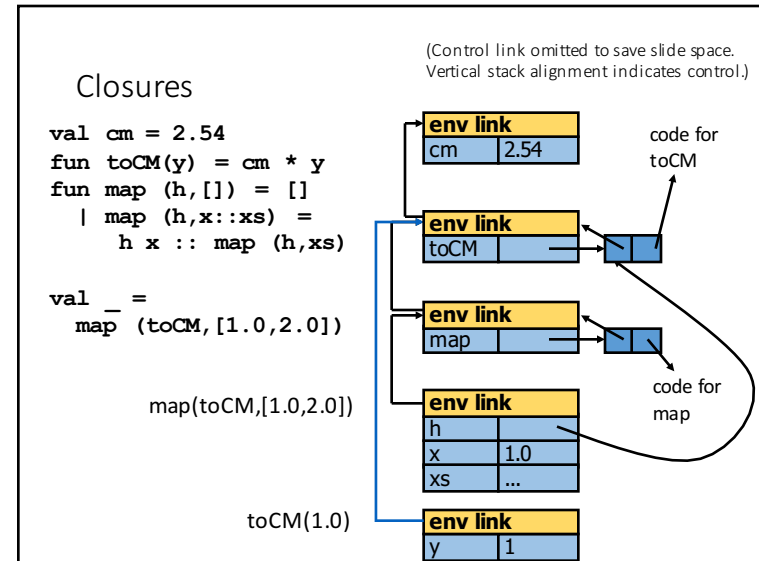 (Control link omitted to save slide space.
Vertical stack alignment indicates control.)
Closures
val cm = 2.54
fun toCM(y) = cm * y
fun map (h,[]) = []
| map (h,x::xs) =
h x :: map (h,xs)
val _ =
map (toCM,[1.0,2.0])
env link
cm 2.54
code for
toCM
env link
toCM
env link
map
code for
map
map(toCM,[1.0,2.0])
env link
h
x 1.0
xs ...
toCM(1.0)
env link
y 1